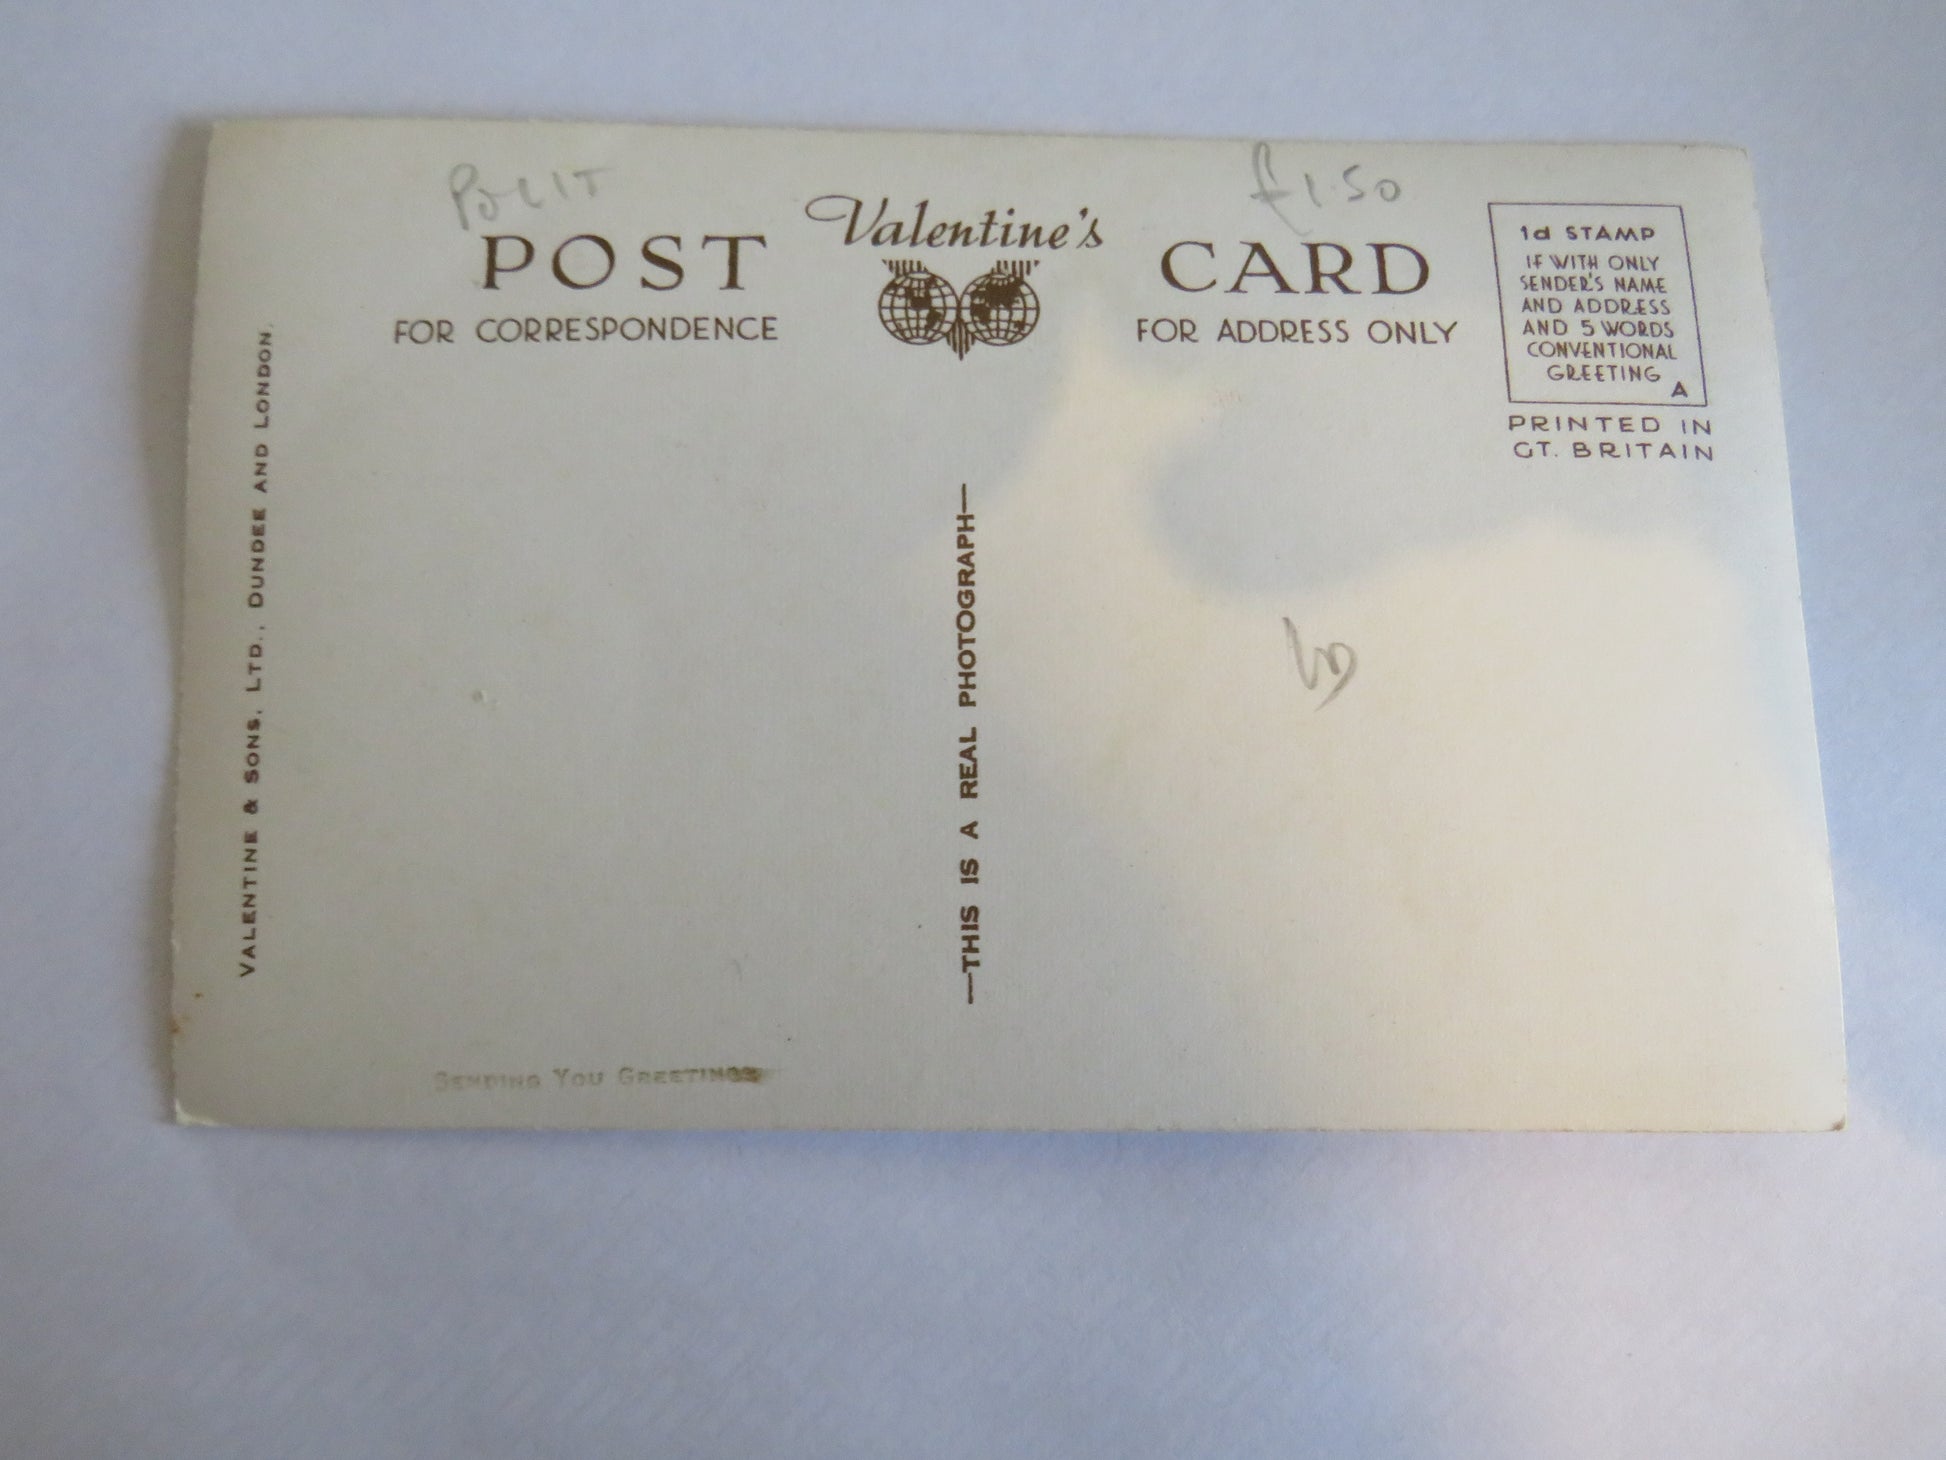 POLIT
£1.50
Valentine's
POST CARD
FOR CORRESPONDENCE
FOR ADDRESS ONLY
1d STAMP
IF WITH ONLY
SENDER'S NAME
AND ADDRESS
AND 5 WORDS
CONVENTIONAL
GREETING
A
PRINTED IN
GT. BRITAIN
VALENTINE & SONS, LTD., DUNDEE AND LONDON.
—THIS IS A REAL PHOTOGRAPH—
SENDING YOU GREETINGS